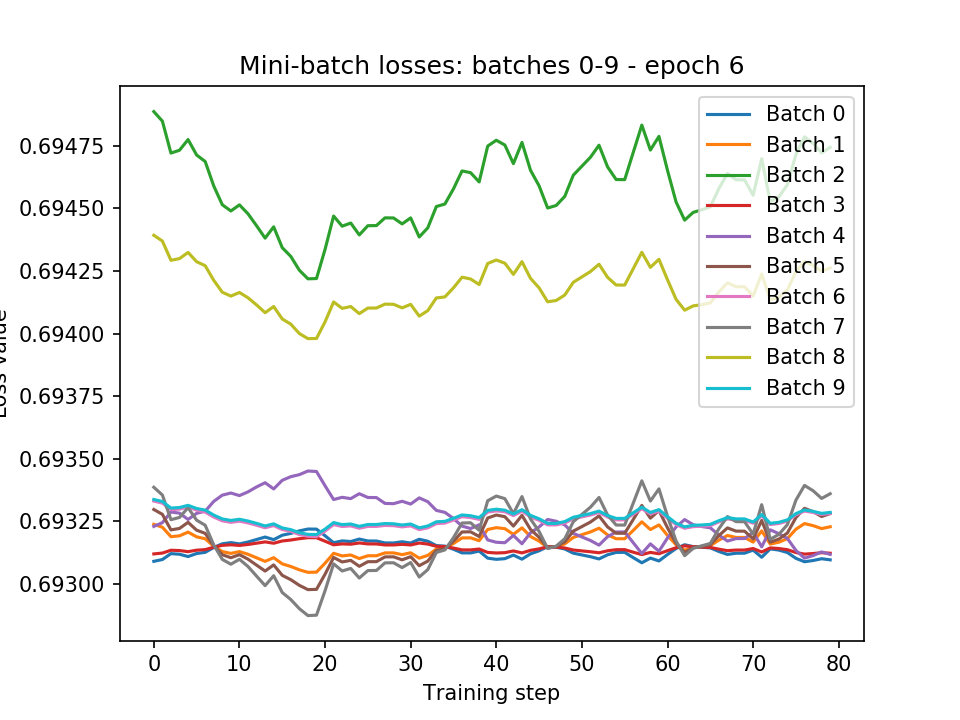 Mini-batch losses: batches 0-9 - epoch 6
Loss value
0.69475
0.69450
0.69425
0.69400
0.69375
0.69350
0.69325
0.69300
Batch 0
Batch 1
Batch 2
Batch 3
Batch 4
Batch 5
Batch 6
Batch 7
Batch 8
Batch 9
0 10 20 30 40 50 60 70 80
Training step